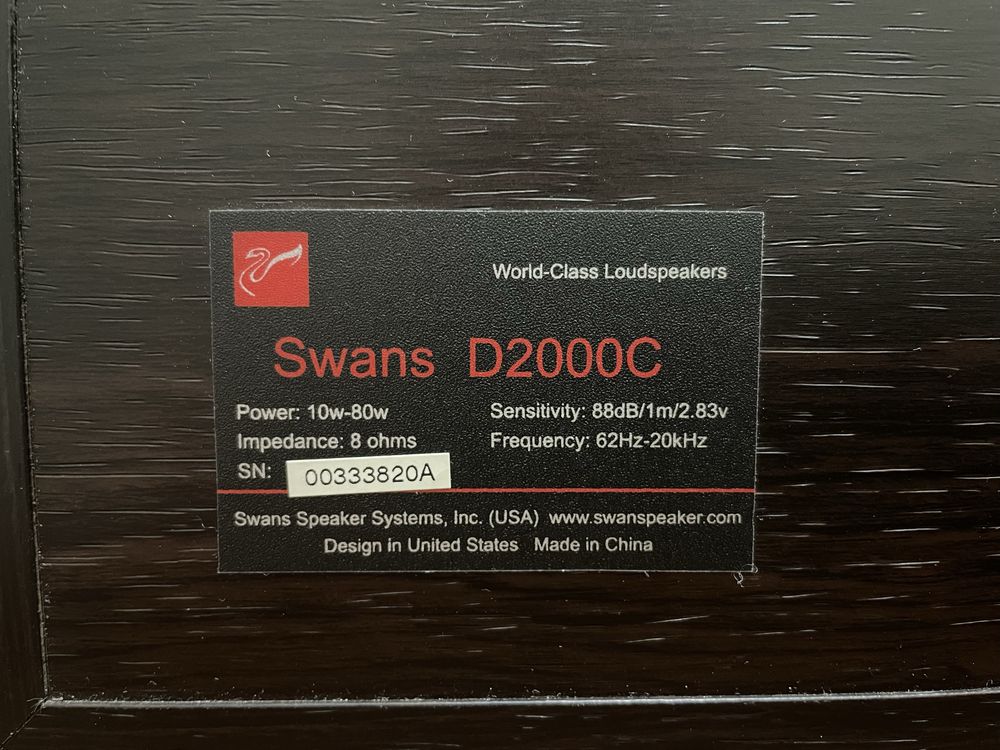 World-Class Loudspeakers
Swans D2000C
Power: 10w-80w Sensitivity: 88dB/1m/2.83v
Impedance: 8 ohms Frequency: 62Hz-20kHz
SN: 00333820A
Swans Speaker Systems, Inc. (USA) www.swanspeaker.com
Design in United States Made in China